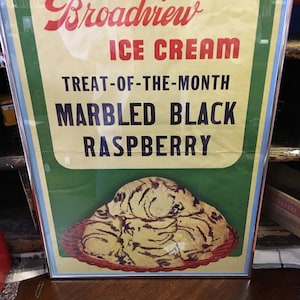 Broadview
ICE CREAM
TREAT-OF-THE-MONTH
MARBLED BLACK
RASPBERRY